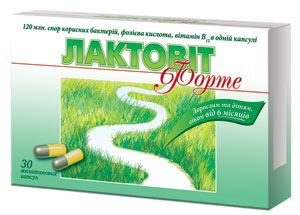 120 млн. спор корисних бактерій, фолієва кислота, вітамін B12 в одній капсулі
ЛАКТОВІТ
Форте
Дорослим та дітям,
віком від 6 місяців
30
желатинових
капсул